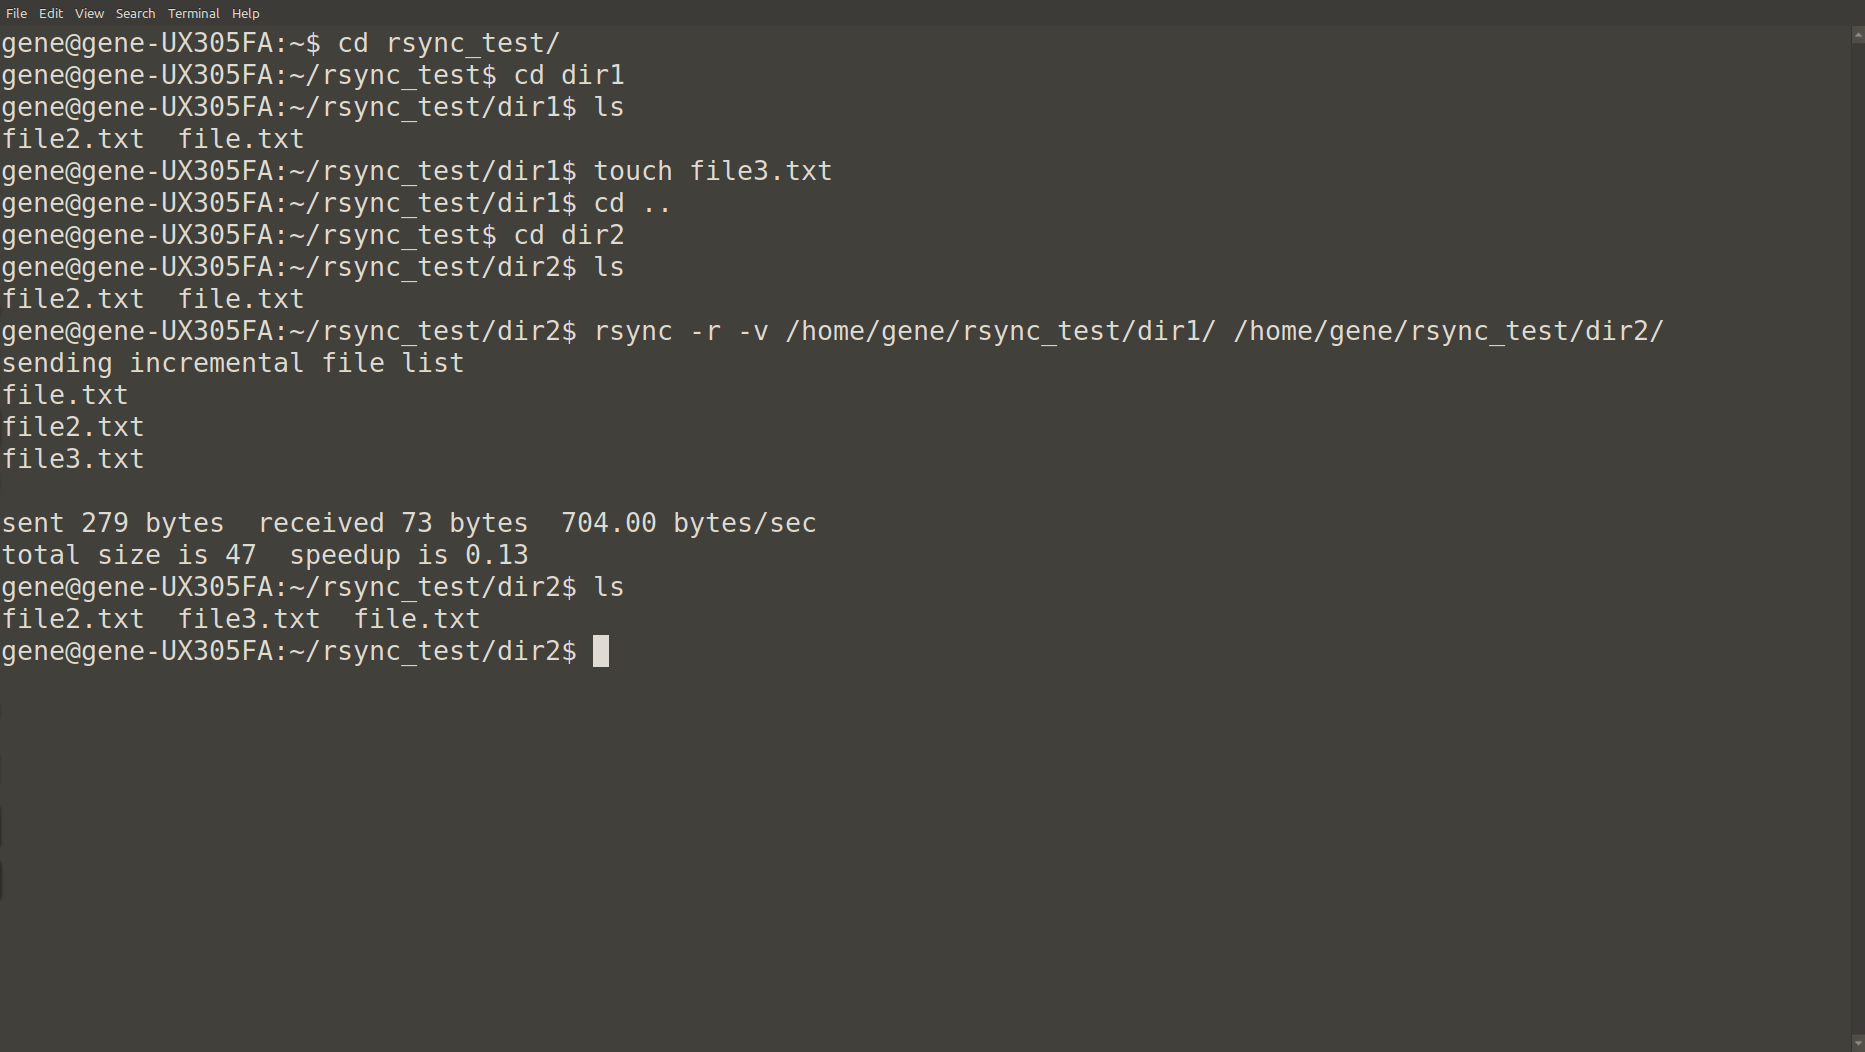 File Edit View Search Terminal Help
gene@gene-UX305FA:~$ cd rsync_test/
gene@gene-UX305FA:~/rsync_test$ cd dir1
gene@gene-UX305FA:~/rsync_test/dir1$ ls
file2.txt  file.txt
gene@gene-UX305FA:~/rsync_test/dir1$ touch file3.txt
gene@gene-UX305FA:~/rsync_test/dir1$ cd ..
gene@gene-UX305FA:~/rsync_test$ cd dir2
gene@gene-UX305FA:~/rsync_test/dir2$ ls
file2.txt  file.txt
gene@gene-UX305FA:~/rsync_test/dir2$ rsync -r -v /home/gene/rsync_test/dir1/ /home/gene/rsync_test/dir2/
sending incremental file list
file.txt
file2.txt
file3.txt

sent 279 bytes  received 73 bytes  704.00 bytes/sec
total size is 47  speedup is 0.13
gene@gene-UX305FA:~/rsync_test/dir2$ ls
file2.txt  file3.txt  file.txt
gene@gene-UX305FA:~/rsync_test/dir2$